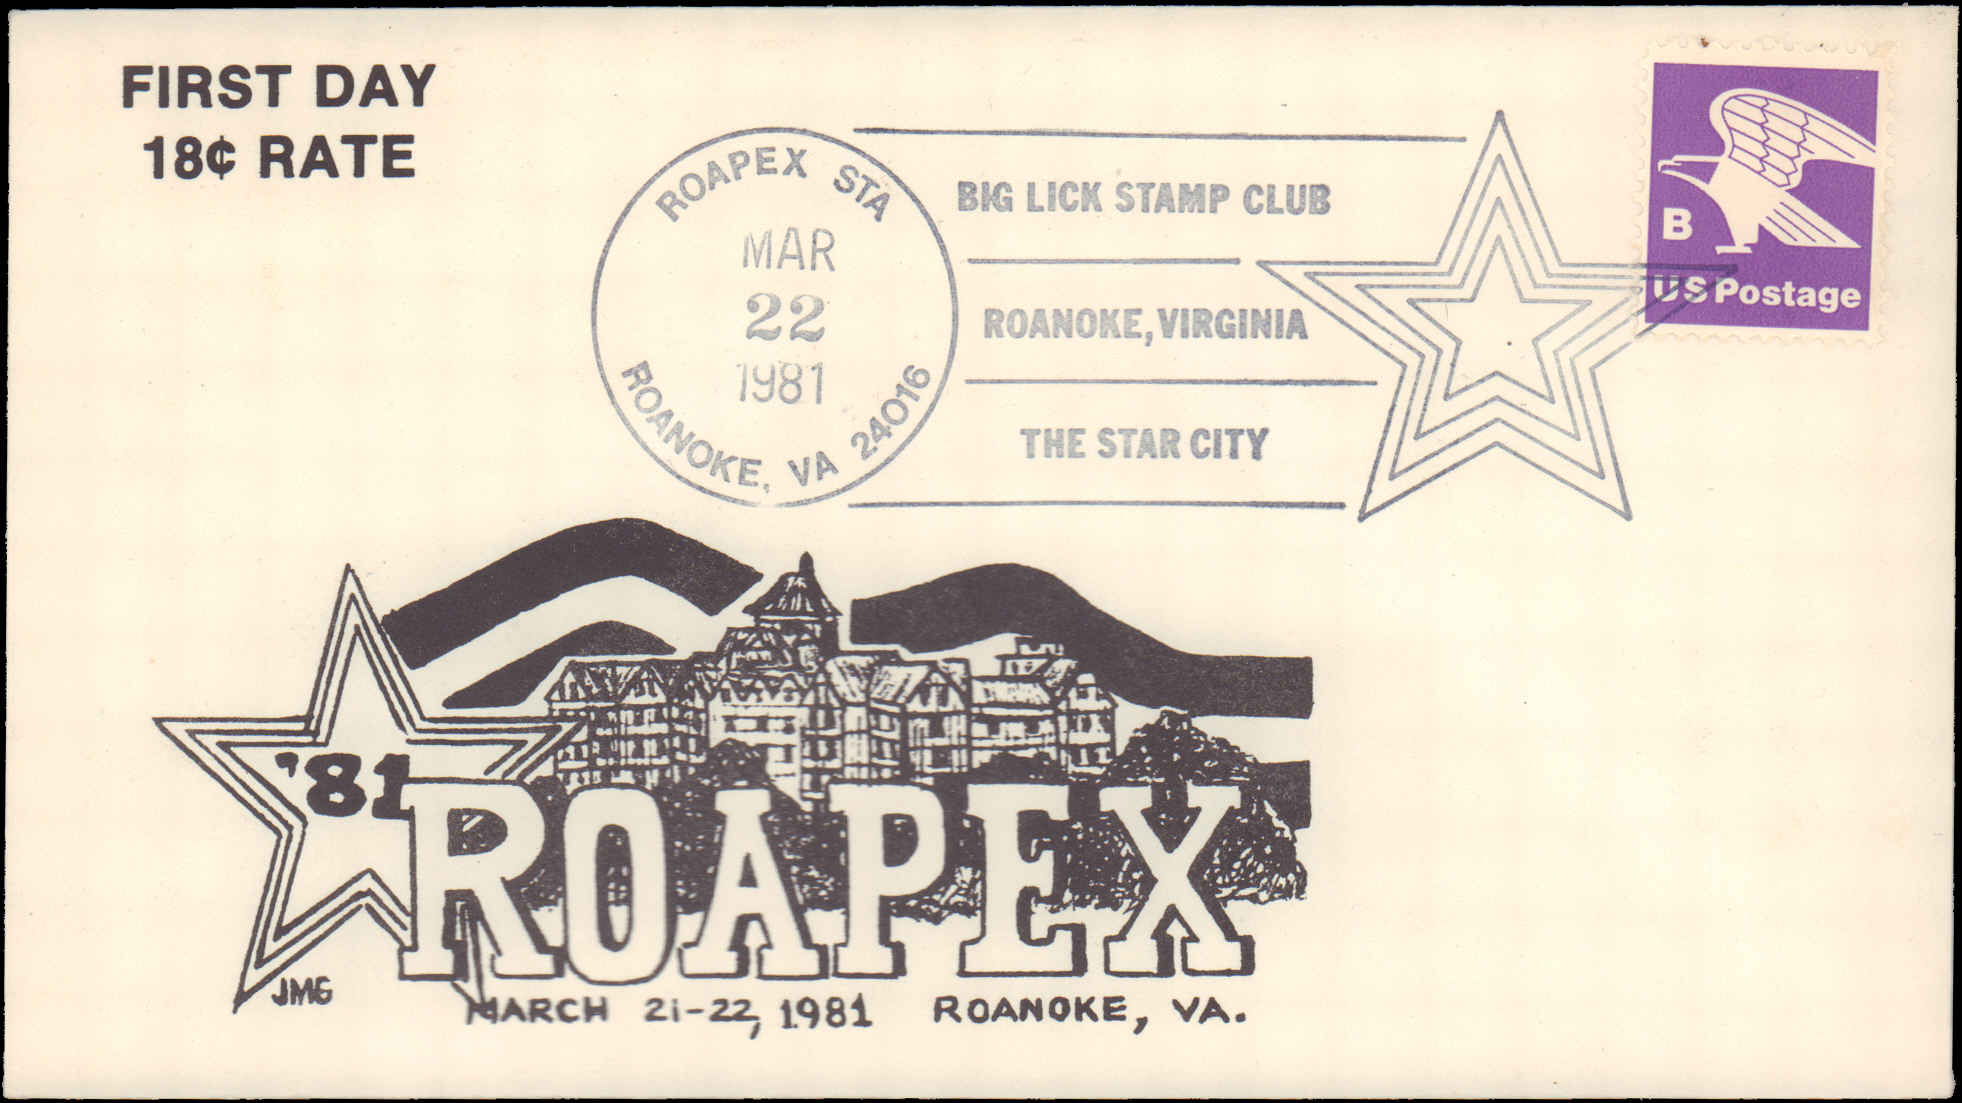 FIRST DAY
18¢ RATE
ROAPEX STA
MAR
22
1981
ROANOKE, VA 24016
BIG LICK STAMP CLUB
ROANOKE, VIRGINIA
THE STAR CITY
B
US Postage
'81
ROAPEX
JMG
MARCH 21-22, 1981 ROANOKE, VA.